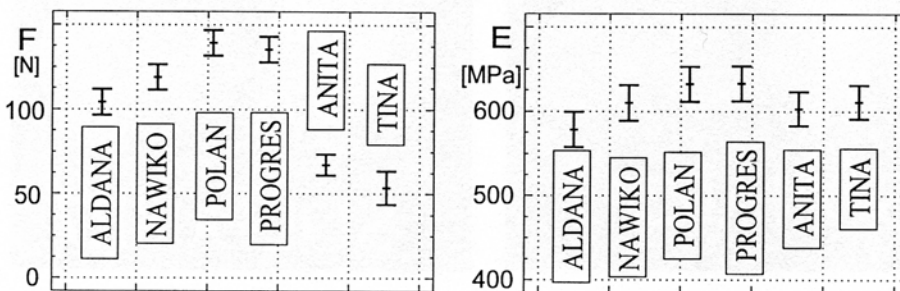 F
[N]
100
50
0
ALDANA
NAWIKO
POLAN
PROGRES
ANITA
TINA
E
[MPa]
600
500
400
ALDANA
NAWIKO
POLAN
PROGRES
ANITA
TINA